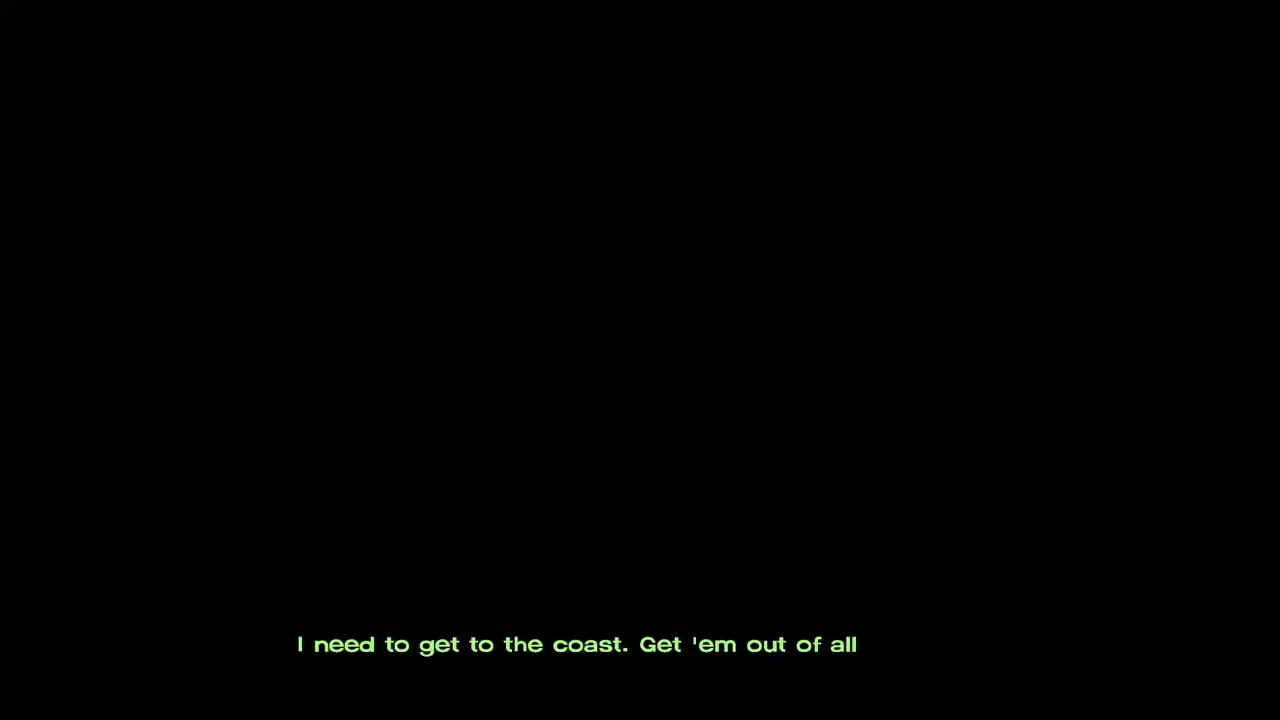 I need to get to the coast. Get 'em out of all